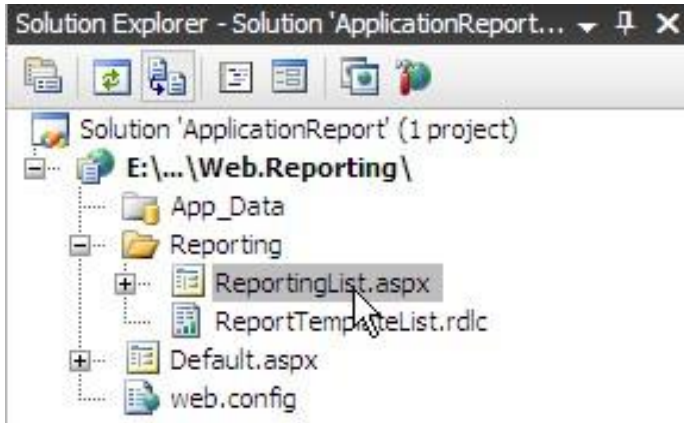 Solution Explorer - Solution 'ApplicationReport...
Solution 'ApplicationReport' (1 project)
E:\...\Web.Reporting\
App_Data
Reporting
ReportingList.aspx
ReportTemplateList.rdlc
Default.aspx
web.config